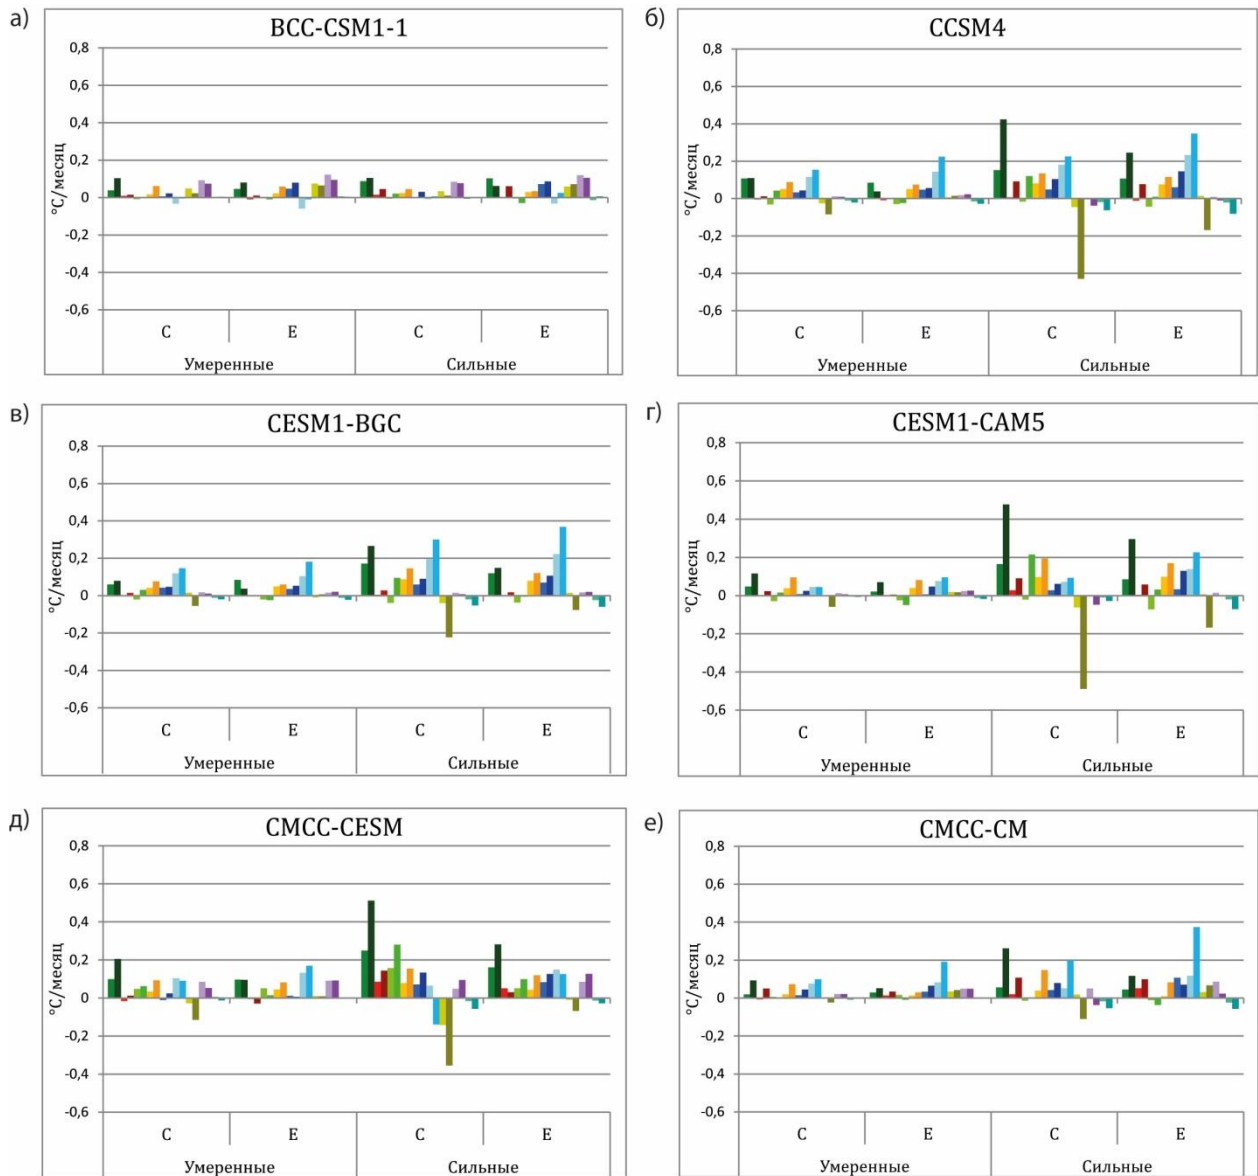 а)
BCC-CSM1-1
°C/месяц
0,8
0,6
0,4
0,2
0
-0,2
-0,4
-0,6
C E C E
Умеренные Сильные
б)
CCSM4
°C/месяц
0,8
0,6
0,4
0,2
0
-0,2
-0,4
-0,6
C E C E
Умеренные Сильные
в)
CESM1-BGC
°C/месяц
0,8
0,6
0,4
0,2
0
-0,2
-0,4
-0,6
C E C E
Умеренные Сильные
г)
CESM1-CAM5
°C/месяц
0,8
0,6
0,4
0,2
0
-0,2
-0,4
-0,6
C E C E
Умеренные Сильные
д)
CMCC-CESM
°C/месяц
0,8
0,6
0,4
0,2
0
-0,2
-0,4
-0,6
C E C E
Умеренные Сильные
е)
CMCC-CM
°C/месяц
0,8
0,6
0,4
0,2
0
-0,2
-0,4
-0,6
C E C E
Умеренные Сильные